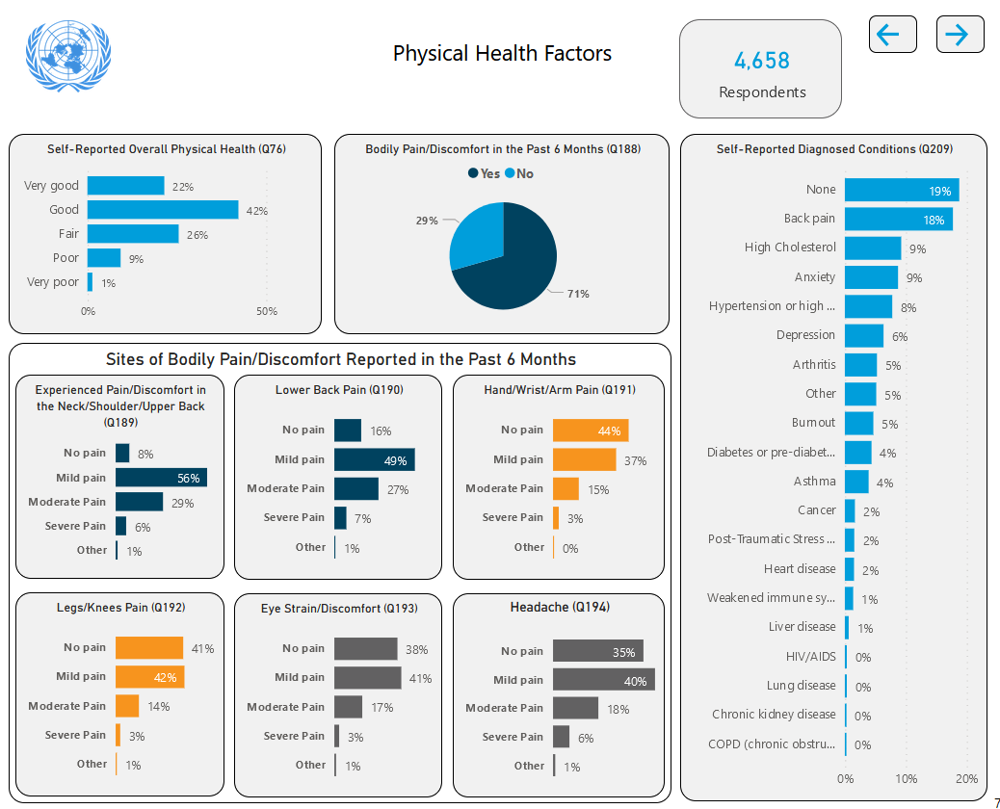 Physical Health Factors
4,658
Respondents
Self-Reported Overall Physical Health (Q76)
Very good 22%
Good 42%
Fair 26%
Poor 9%
Very poor 1%
0% 50%
Bodily Pain/Discomfort in the Past 6 Months (Q188)
Yes No
29%
71%
Sites of Bodily Pain/Discomfort Reported in the Past 6 Months
Experienced Pain/Discomfort in
the Neck/Shoulder/Upper Back
(Q189)
No pain 8%
Mild pain 56%
Moderate Pain 29%
Severe Pain 6%
Other 1%
Lower Back Pain (Q190)
No pain 16%
Mild pain 49%
Moderate Pain 27%
Severe Pain 7%
Other 1%
Hand/Wrist/Arm Pain (Q191)
No pain 44%
Mild pain 37%
Moderate Pain 15%
Severe Pain 3%
Other 0%
Legs/Knees Pain (Q192)
No pain 41%
Mild pain 42%
Moderate Pain 14%
Severe Pain 3%
Other 1%
Eye Strain/Discomfort (Q193)
No pain 38%
Mild pain 41%
Moderate Pain 17%
Severe Pain 3%
Other 1%
Headache (Q194)
No pain 35%
Mild pain 40%
Moderate Pain 18%
Severe Pain 6%
Other 1%
Self-Reported Diagnosed Conditions (Q209)
None 19%
Back pain 18%
High Cholesterol 9%
Anxiety 9%
Hypertension or high ... 8%
Depression 6%
Arthritis 5%
Other 5%
Burnout 5%
Diabetes or pre-diabet... 4%
Asthma 4%
Cancer 2%
Post-Traumatic Stress ... 2%
Heart disease 2%
Weakened immune sy... 1%
Liver disease 1%
HIV/AIDS 0%
Lung disease 0%
Chronic kidney disease 0%
COPD (chronic obstru... 0%
0% 10% 20%
7